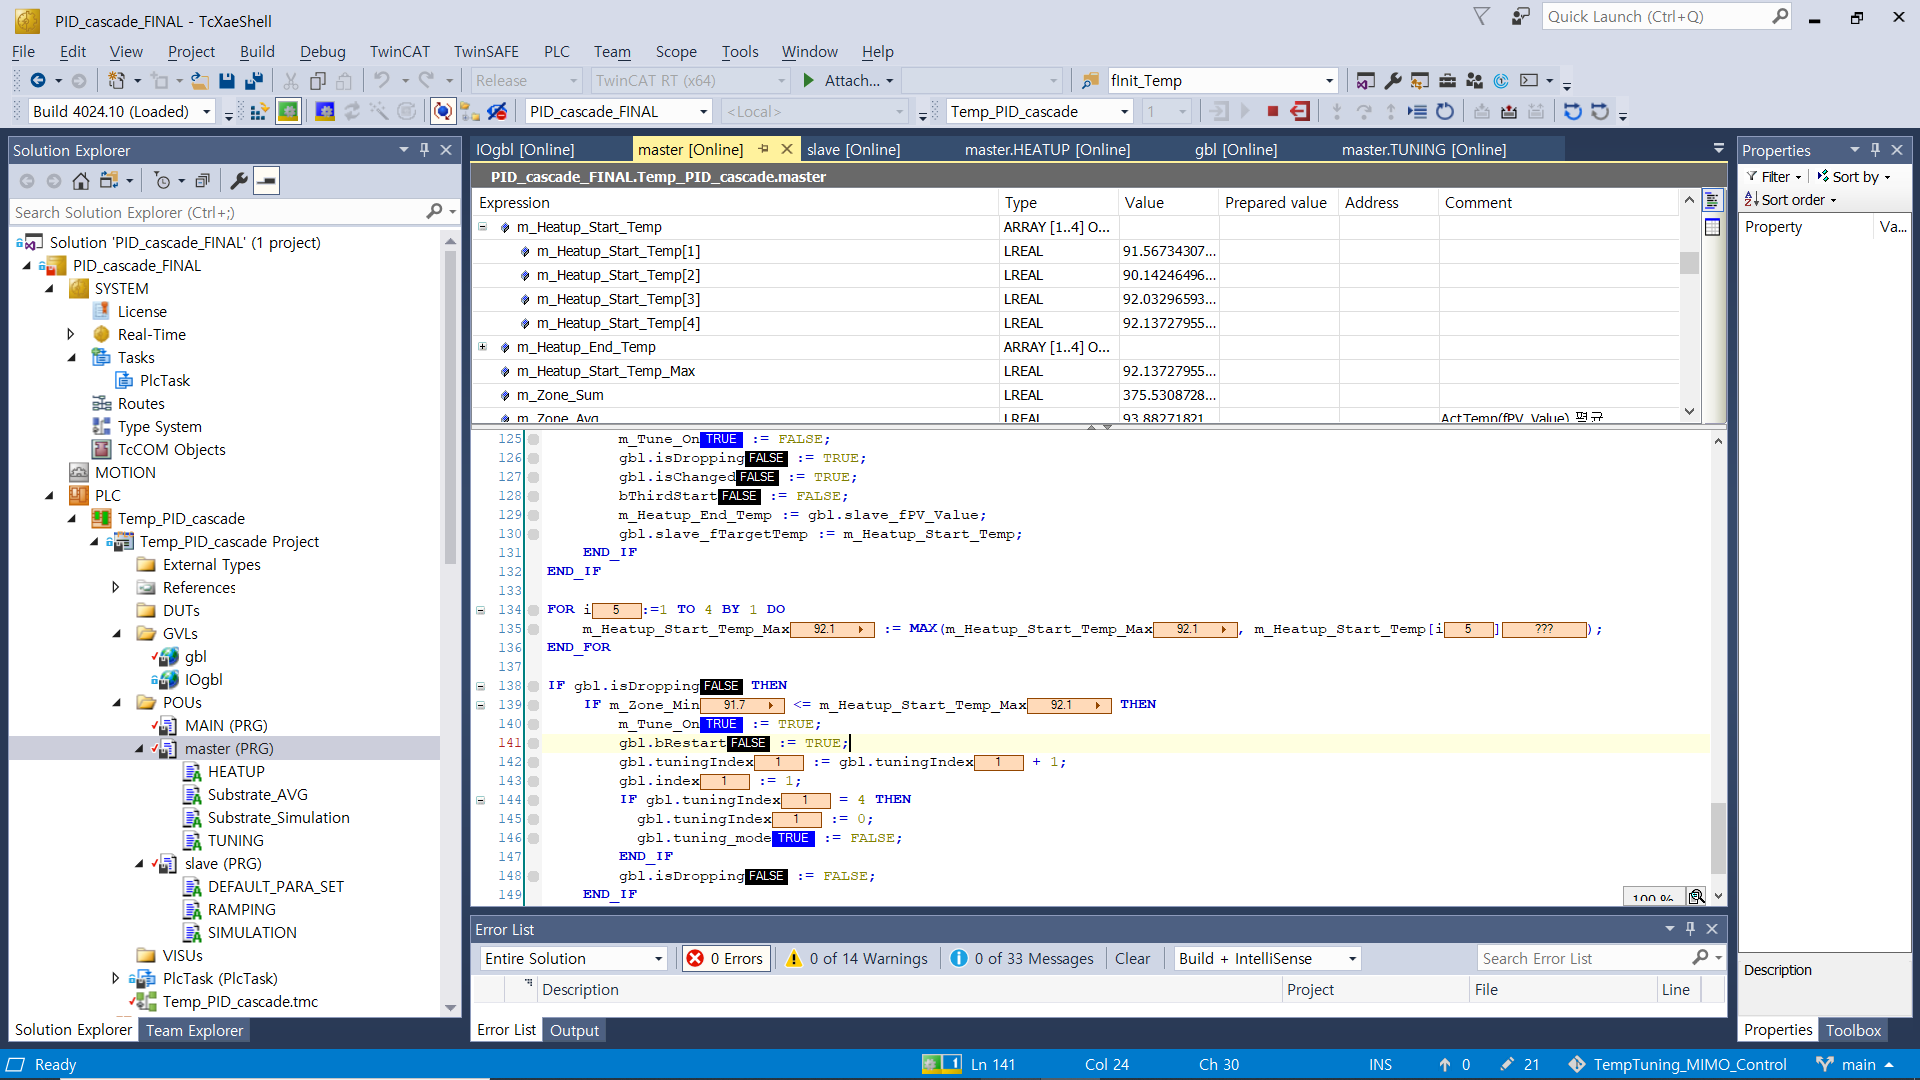 PID_cascade_FINAL - TcXaeShell
Quick Launch (Ctrl+Q)
File Edit View Project Build Debug TwinCAT TwinSAFE PLC Team Scope Tools Window Help
Release TwinCAT RT (x64) Attach... fInit_Temp
Build 4024.10 (Loaded) PID_cascade_FINAL <Local> Temp_PID_cascade 1
Solution Explorer
Search Solution Explorer (Ctrl+;)
Solution 'PID_cascade_FINAL' (1 project)
PID_cascade_FINAL
SYSTEM
License
Real-Time
Tasks
PlcTask
Routes
Type System
TcCOM Objects
MOTION
PLC
Temp_PID_cascade
Temp_PID_cascade Project
External Types
References
DUTs
GVLs
gbl
IOgbl
POUs
MAIN (PRG)
master (PRG)
HEATUP
Substrate_AVG
Substrate_Simulation
TUNING
slave (PRG)
DEFAULT_PARA_SET
RAMPING
SIMULATION
VISUs
PlcTask (PlcTask)
Temp_PID_cascade.tmc
Solution Explorer Team Explorer
IOgbl [Online] master [Online] slave [Online] master.HEATUP [Online] gbl [Online] master.TUNING [Online]
PID_cascade_FINAL.Temp_PID_cascade.master
Expression Type Value Prepared value Address Comment
m_Heatup_Start_Temp ARRAY [1..4] O...
m_Heatup_Start_Temp[1] LREAL 91.56734307...
m_Heatup_Start_Temp[2] LREAL 90.14246496...
m_Heatup_Start_Temp[3] LREAL 92.03296593...
m_Heatup_Start_Temp[4] LREAL 92.13727955...
m_Heatup_End_Temp ARRAY [1..4] O...
m_Heatup_Start_Temp_Max LREAL 92.13727955...
m_Zone_Sum LREAL 375.5308728...
m_Zone_Avg LREAL 93.88271821 ActTemp(fPV_Value) 평균
125 m_Tune_On TRUE := FALSE;
126 gbl.isDropping FALSE := TRUE;
127 gbl.isChanged FALSE := TRUE;
128 bThirdStart FALSE := FALSE;
129 m_Heatup_End_Temp := gbl.slave_fPV_Value;
130 gbl.slave_fTargetTemp := m_Heatup_Start_Temp;
131 END_IF
132 END_IF
133
134 FOR i 5 :=1 TO 4 BY 1 DO
135 m_Heatup_Start_Temp_Max 92.1 := MAX(m_Heatup_Start_Temp_Max 92.1 , m_Heatup_Start_Temp[i 5 ] ??? );
136 END_FOR
137
138 IF gbl.isDropping FALSE THEN
139 IF m_Zone_Min 91.7 <= m_Heatup_Start_Temp_Max 92.1 THEN
140 m_Tune_On TRUE := TRUE;
141 gbl.bRestart FALSE := TRUE;
142 gbl.tuningIndex 1 := gbl.tuningIndex 1 + 1;
143 gbl.index 1 := 1;
144 IF gbl.tuningIndex 1 = 4 THEN
145 gbl.tuningIndex 1 := 0;
146 gbl.tuning_mode TRUE := FALSE;
147 END_IF
148 gbl.isDropping FALSE := FALSE;
149 END_IF
100 %
Error List
Entire Solution 0 Errors 0 of 14 Warnings 0 of 33 Messages Clear Build + IntelliSense Search Error List
Description Project File Line
Error List Output
Properties
Filter Sort by
Sort order
Property Va...
Description
Properties Toolbox
Ready 1 Ln 141 Col 24 Ch 30 INS 0 21 TempTuning_MIMO_Control main